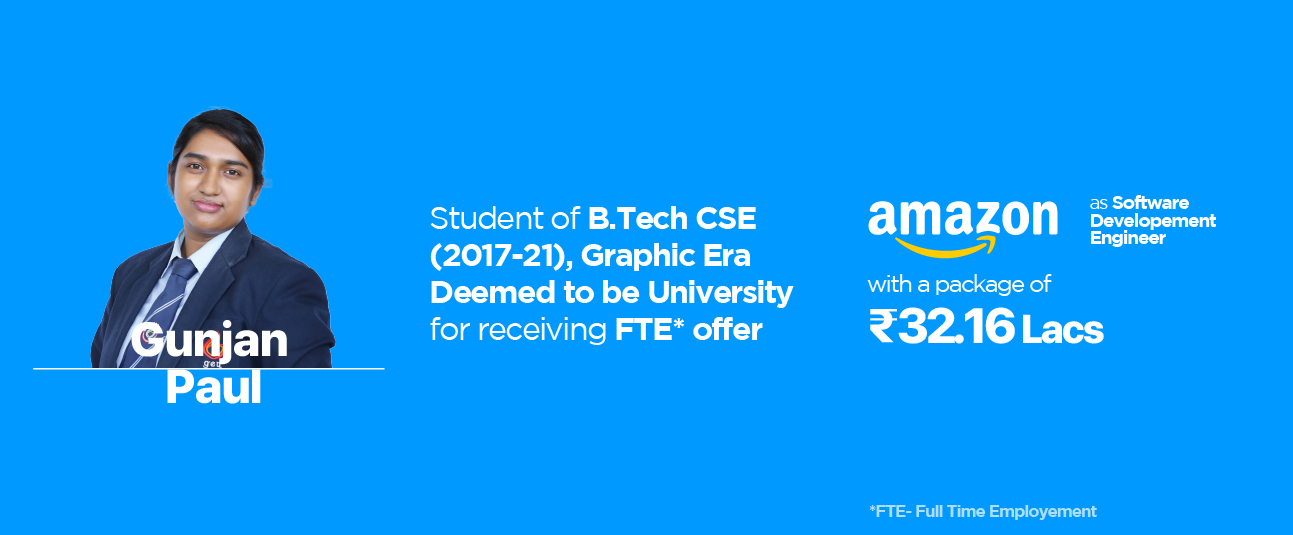 Gunjan
geu
Paul
Student of B.Tech CSE
(2017-21), Graphic Era
Deemed to be University
for receiving FTE* offer
amazon
as Software
Developement
Engineer
with a package of
₹32.16 Lacs
*FTE- Full Time Employement